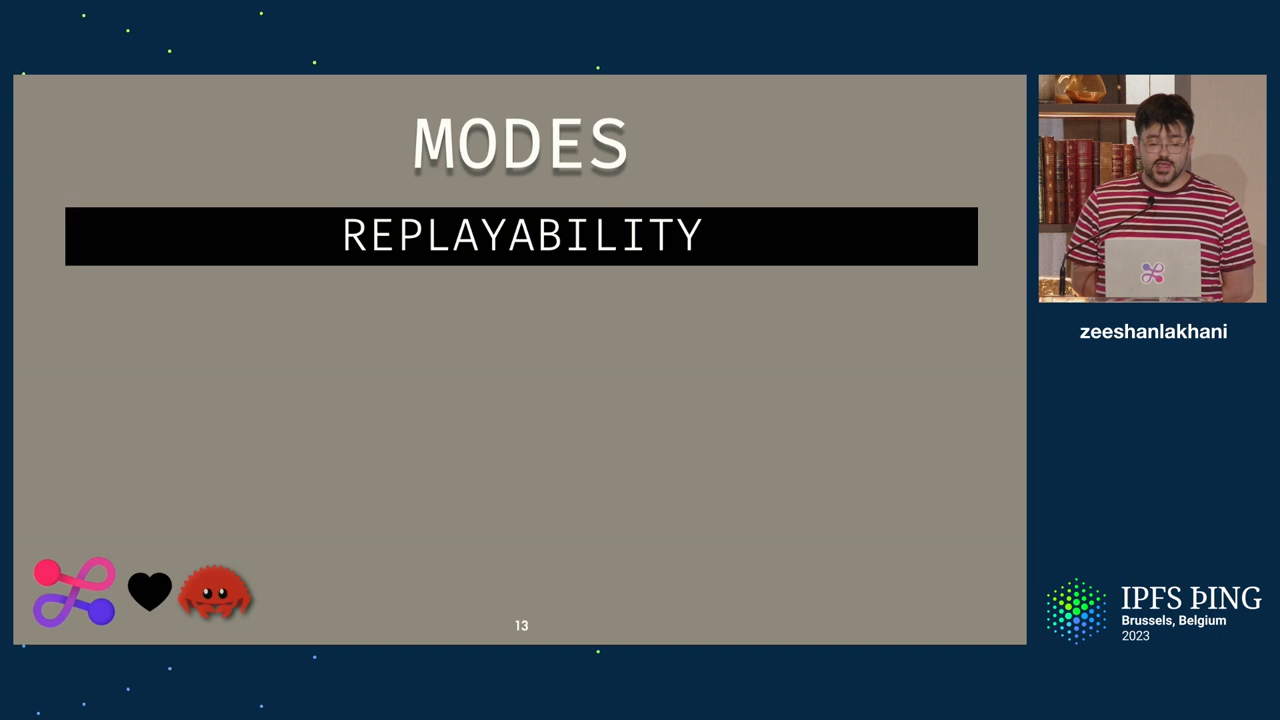 MODES
REPLAYABILITY
13
zeeshanlakhani
IPFS ÞING
Brussels, Belgium
2023